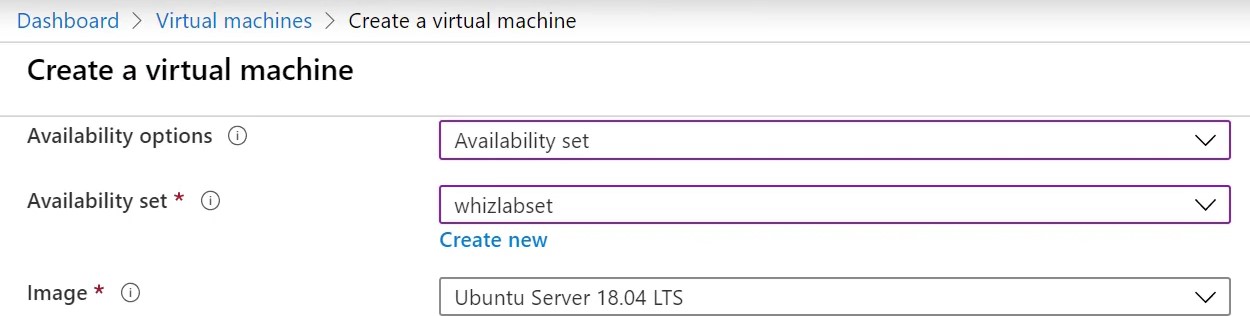 Dashboard > Virtual machines > Create a virtual machine
Create a virtual machine
Availability options
Availability set
Availability set *
whizlabset
Create new
Image *
Ubuntu Server 18.04 LTS